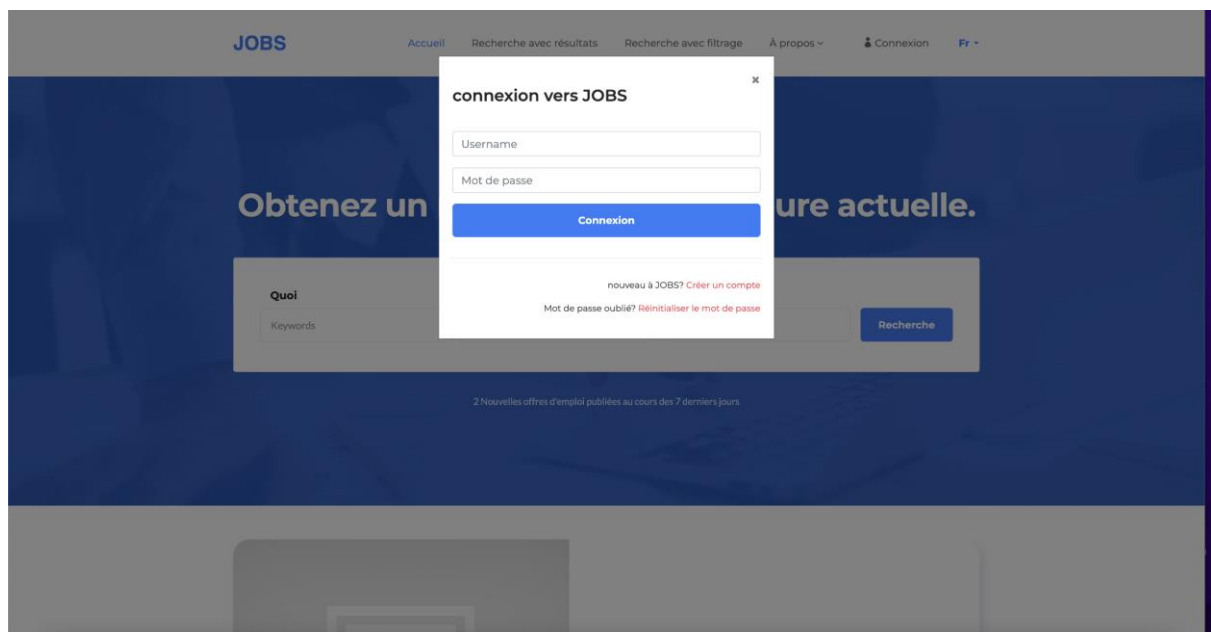 JOBS Accueil Recherche avec résultats Recherche avec filtrage À propos Connexion Fr
×
connexion vers JOBS
Username
Mot de passe
Obtenez un ure actuelle.
Connexion
nouveau à JOBS? Créer un compte
Quoi
Mot de passe oublié? Réinitialiser le mot de passe
Keywords Recherche
2 Nouvelles offres d'emploi publiées au cours des 7 derniers jours